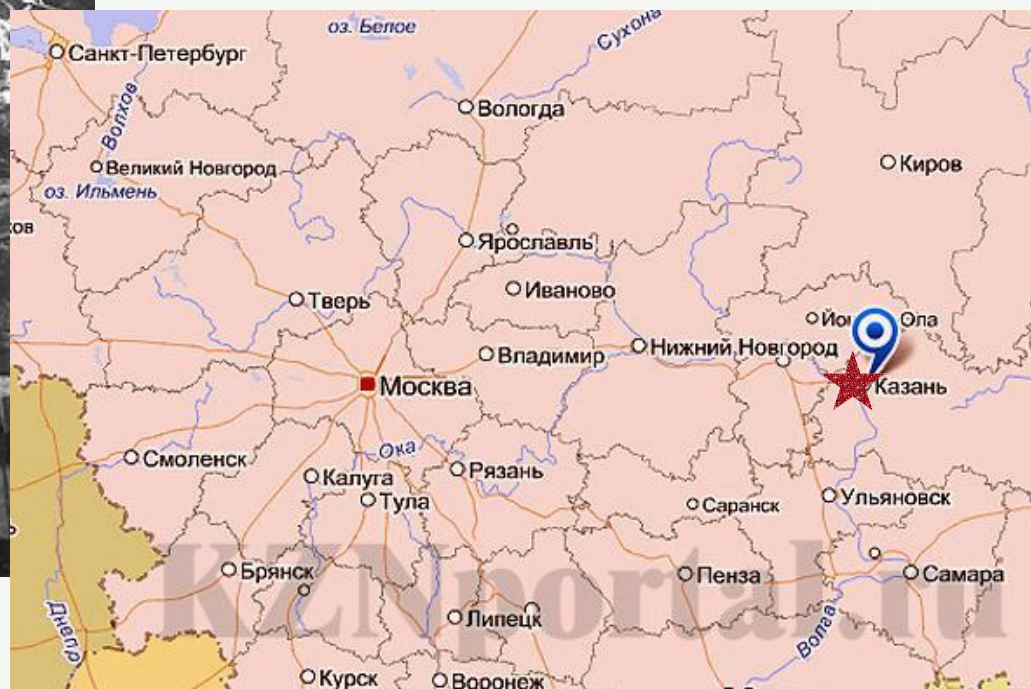 оз. Белое
Сухона
Санкт-Петербург
Волхов
Вологда
Великий Новгород
Киров
оз. Ильмень
ов
Ярославль
Иваново
Тверь
Ола
Владимир
Нижний Новгород
Москва
Казань
Ока
Смоленск
Рязань
Калуга
Тула
Саранск
Ульяновск
KZNportal.ru
Брянск
Пенза
Самара
Днепр
Липецк
Волга
Курск
Воронеж